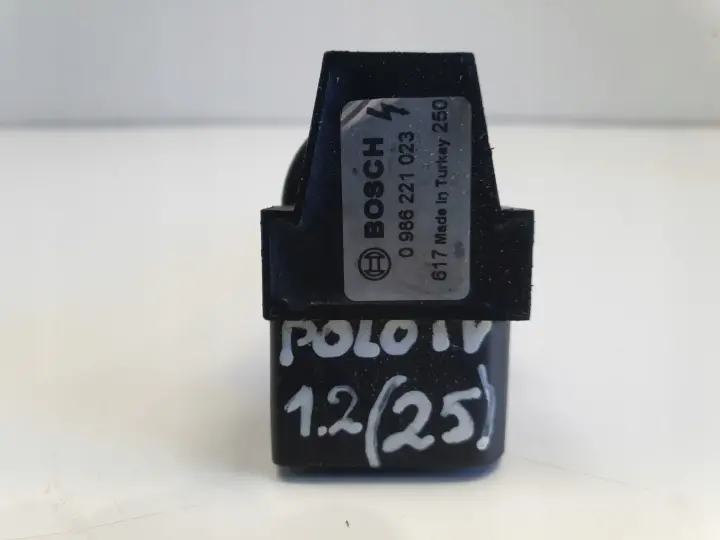 BOSCH
0 986 221 023
617 Made in Turkey 250
POLO IV
1.2 (25)